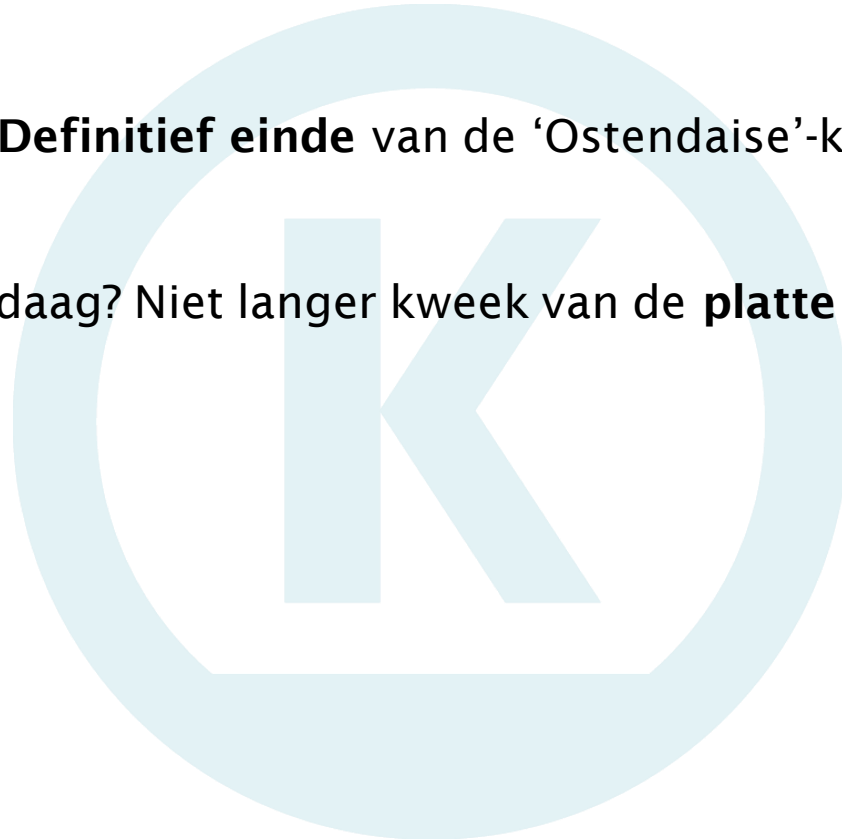 Definitief einde van de ‘Ostendaise’-k
daag? Niet langer kweek van de platte
K